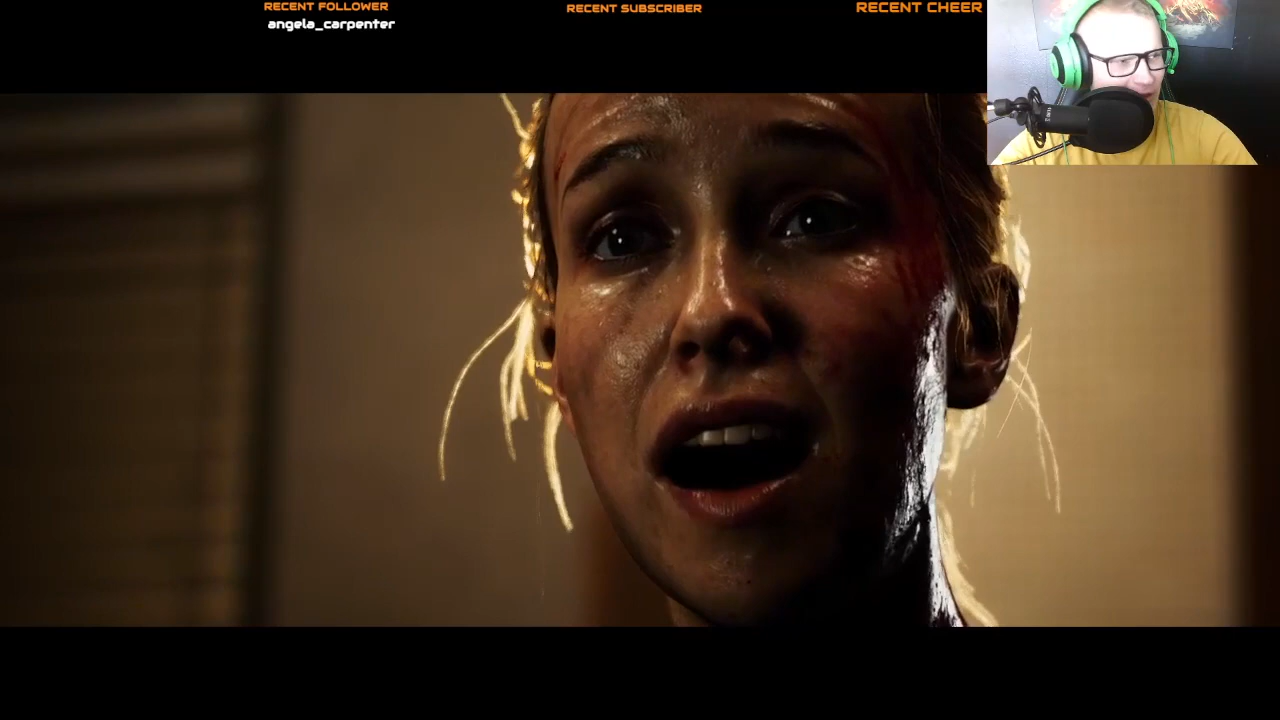 RECENT FOLLOWER
angela_carpenter
RECENT SUBSCRIBER
RECENT CHEER